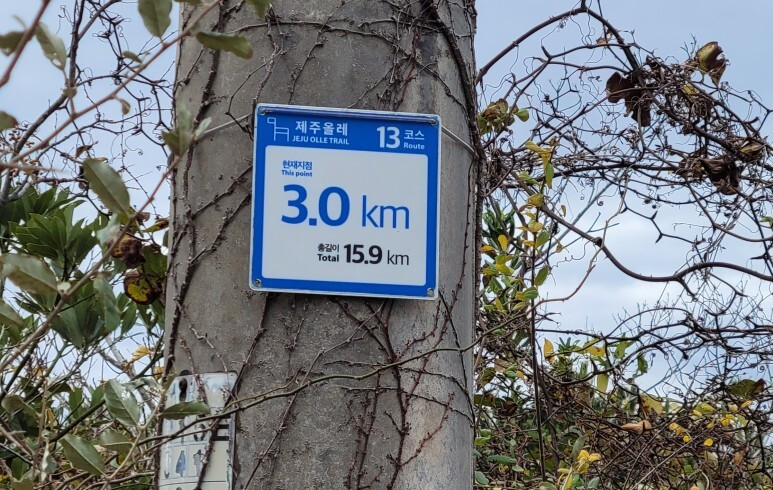 제주올레 13 코스
JEJU OLLE TRAIL Route
현재지점
This point
3.0 km
총길이
Total 15.9 km